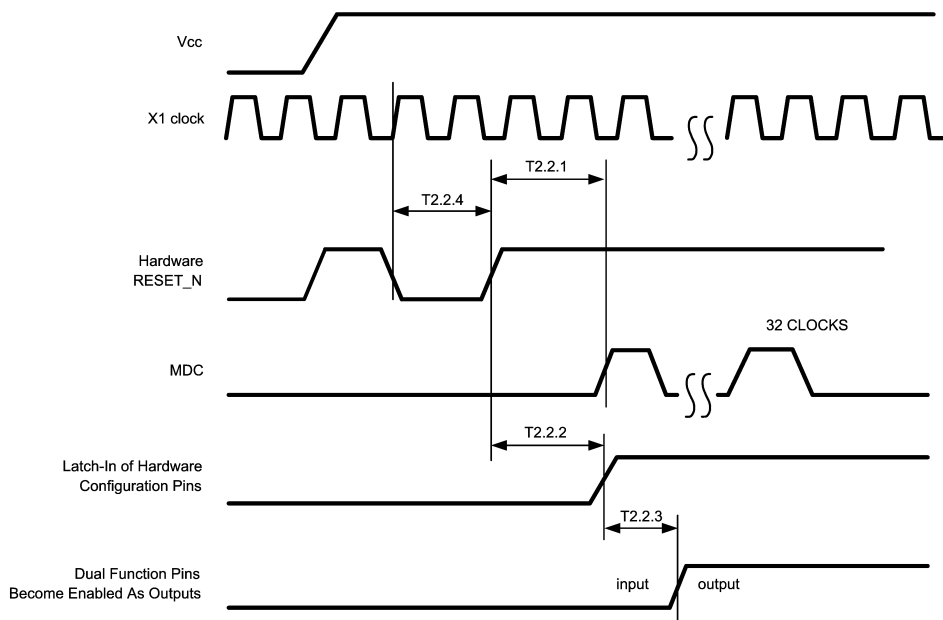 Vcc
X1 clock
T2.2.1
T2.2.4
Hardware
RESET_N
32 CLOCKS
MDC
T2.2.2
Latch-In of Hardware
Configuration Pins
T2.2.3
Dual Function Pins
Become Enabled As Outputs
input
output